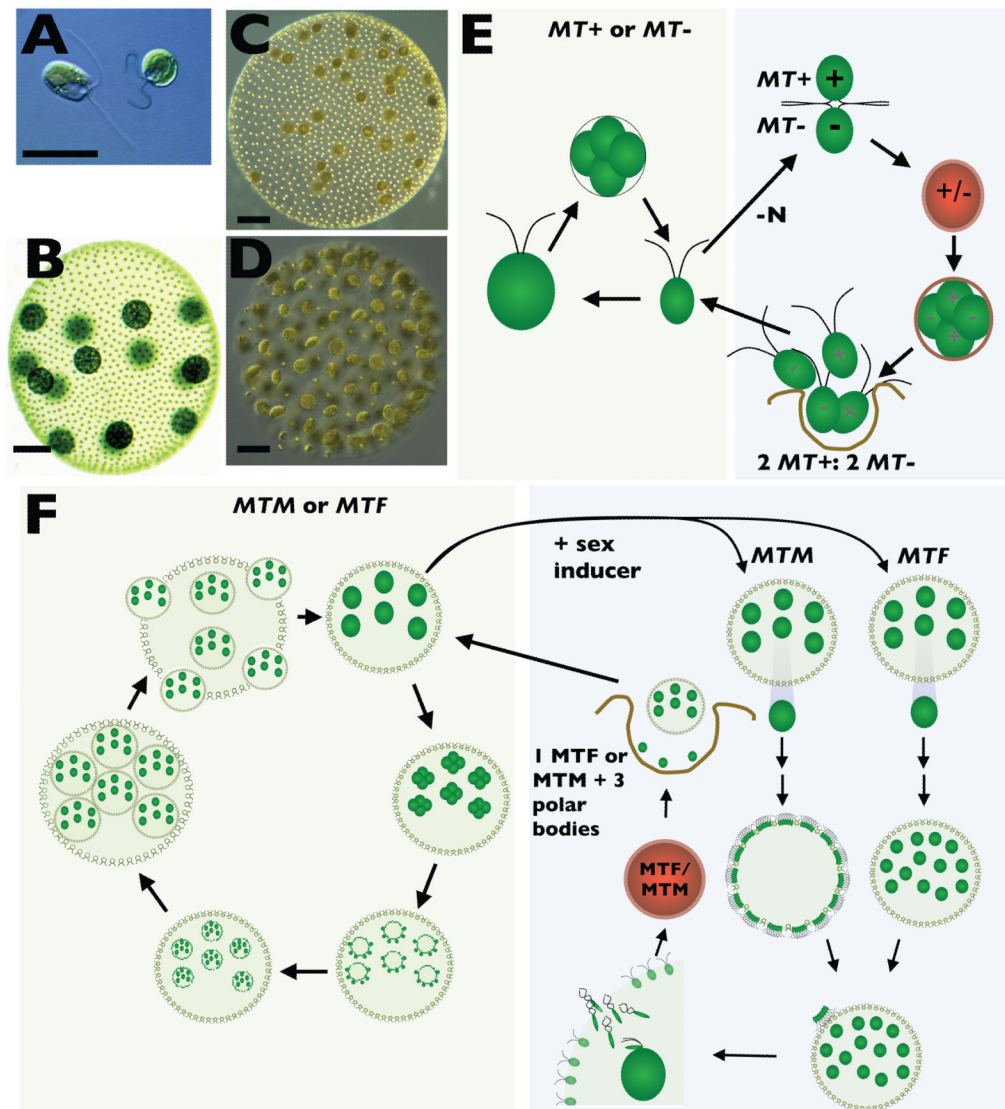 A
B
C
D
E
MT+ or MT-
MT+
MT-
+
-
-N
+/-
+
-
-
+
-
+
-
+
2 MT+: 2 MT-
F
MTM or MTF
+ sex
inducer
MTM
MTF
1 MTF or
MTM + 3
polar
bodies
MTF/
MTM